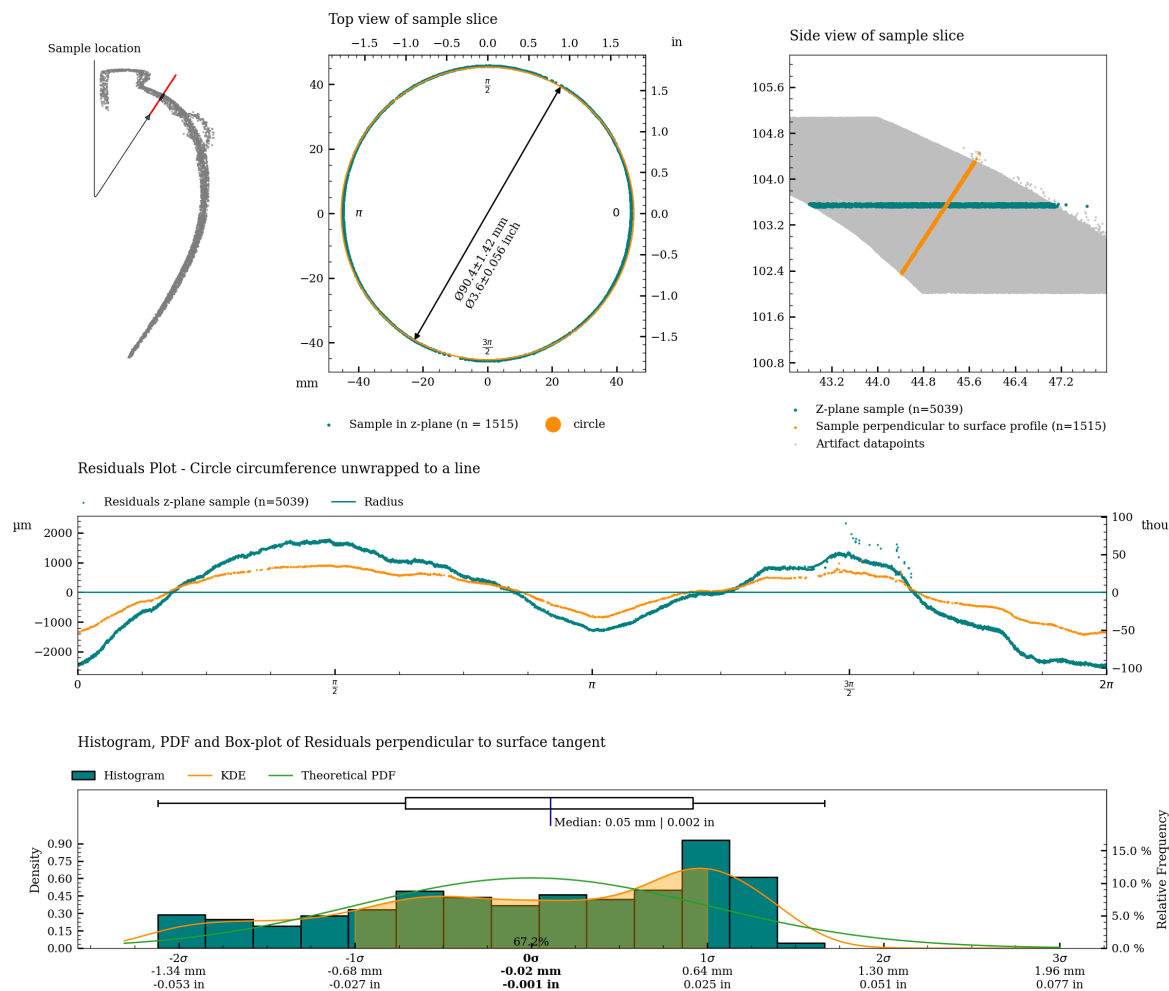 Sample location
Top view of sample slice
−1.5 −1.0 −0.5 0.0 0.5 1.0 1.5 in
40
20
0
−20
−40
mm
−40 −20 0 20 40
1.5
1.0
0.5
0.0
−0.5
−1.0
−1.5
π/2
π
0
3π/2
Ø90.4±1.42 mm
Ø3.6±0.056 inch
Sample in z-plane (n = 1515) circle
Side view of sample slice
105.6
104.8
104.0
103.2
102.4
101.6
100.8
43.2 44.0 44.8 45.6 46.4 47.2
Z-plane sample (n=5039)
Sample perpendicular to surface profile (n=1515)
Artifact datapoints
Residuals Plot - Circle circumference unwrapped to a line
Residuals z-plane sample (n=5039) Radius
µm
2000
1000
0
−1000
−2000
thou
100
50
0
−50
−100
0 π/2 π 3π/2 2π
Histogram, PDF and Box-plot of Residuals perpendicular to surface tangent
Histogram KDE Theoretical PDF
Median: 0.05 mm | 0.002 in
Density
0.90
0.75
0.60
0.45
0.30
0.15
0.00
Relative Frequency
15.0 %
10.0 %
5.0 %
0.0 %
67.2%
-2σ -1σ 0σ 1σ 2σ 3σ
-1.34 mm -0.68 mm -0.02 mm 0.64 mm 1.30 mm 1.96 mm
-0.053 in -0.027 in -0.001 in 0.025 in 0.051 in 0.077 in